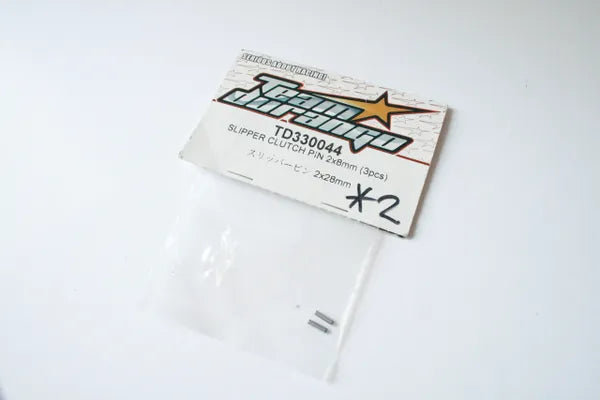 SERIOUS ABOUT RACING!
Team
durango
TD330044
SLIPPER CLUTCH PIN 2x8mm (3pcs)
スリッパーピン 2x28mm
*2